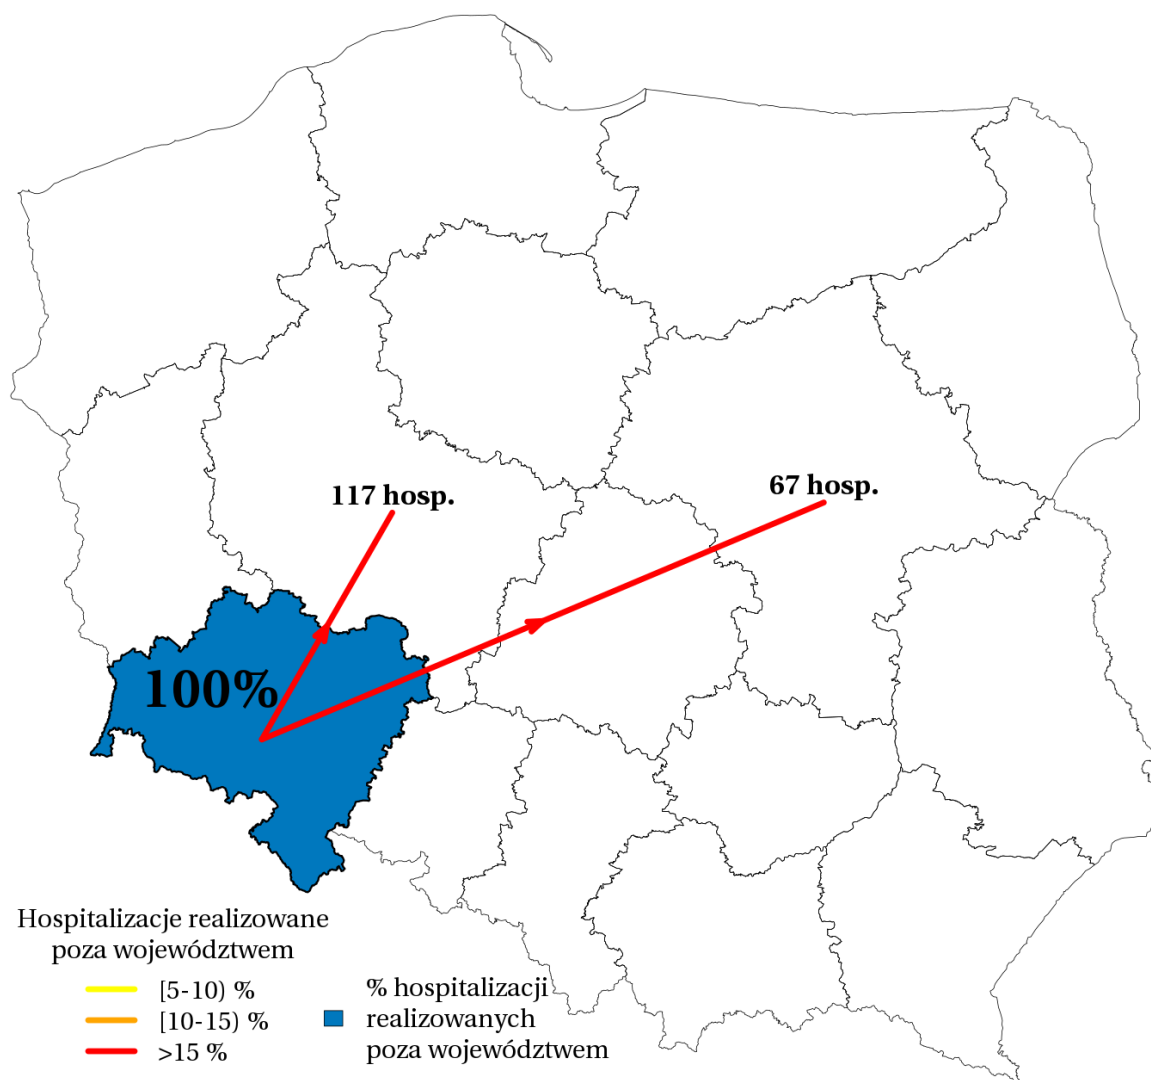 117 hosp.
67 hosp.
100%
Hospitalizacje realizowane
poza województwem
[5-10) %
[10-15) %
>15 %
% hospitalizacji
realizowanych
poza województwem